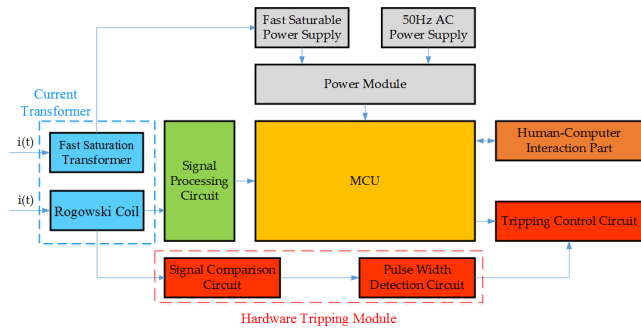 Fast Saturable
Power Supply
50Hz AC
Power Supply
Power Module
Current
Transformer
i(t)
Fast Saturation
Transformer
i(t)
Rogowski Coil
Signal
Processing
Circuit
MCU
Human-Computer
Interaction Part
Tripping Control Circuit
Signal Comparison
Circuit
Pulse Width
Detection Circuit
Hardware Tripping Module